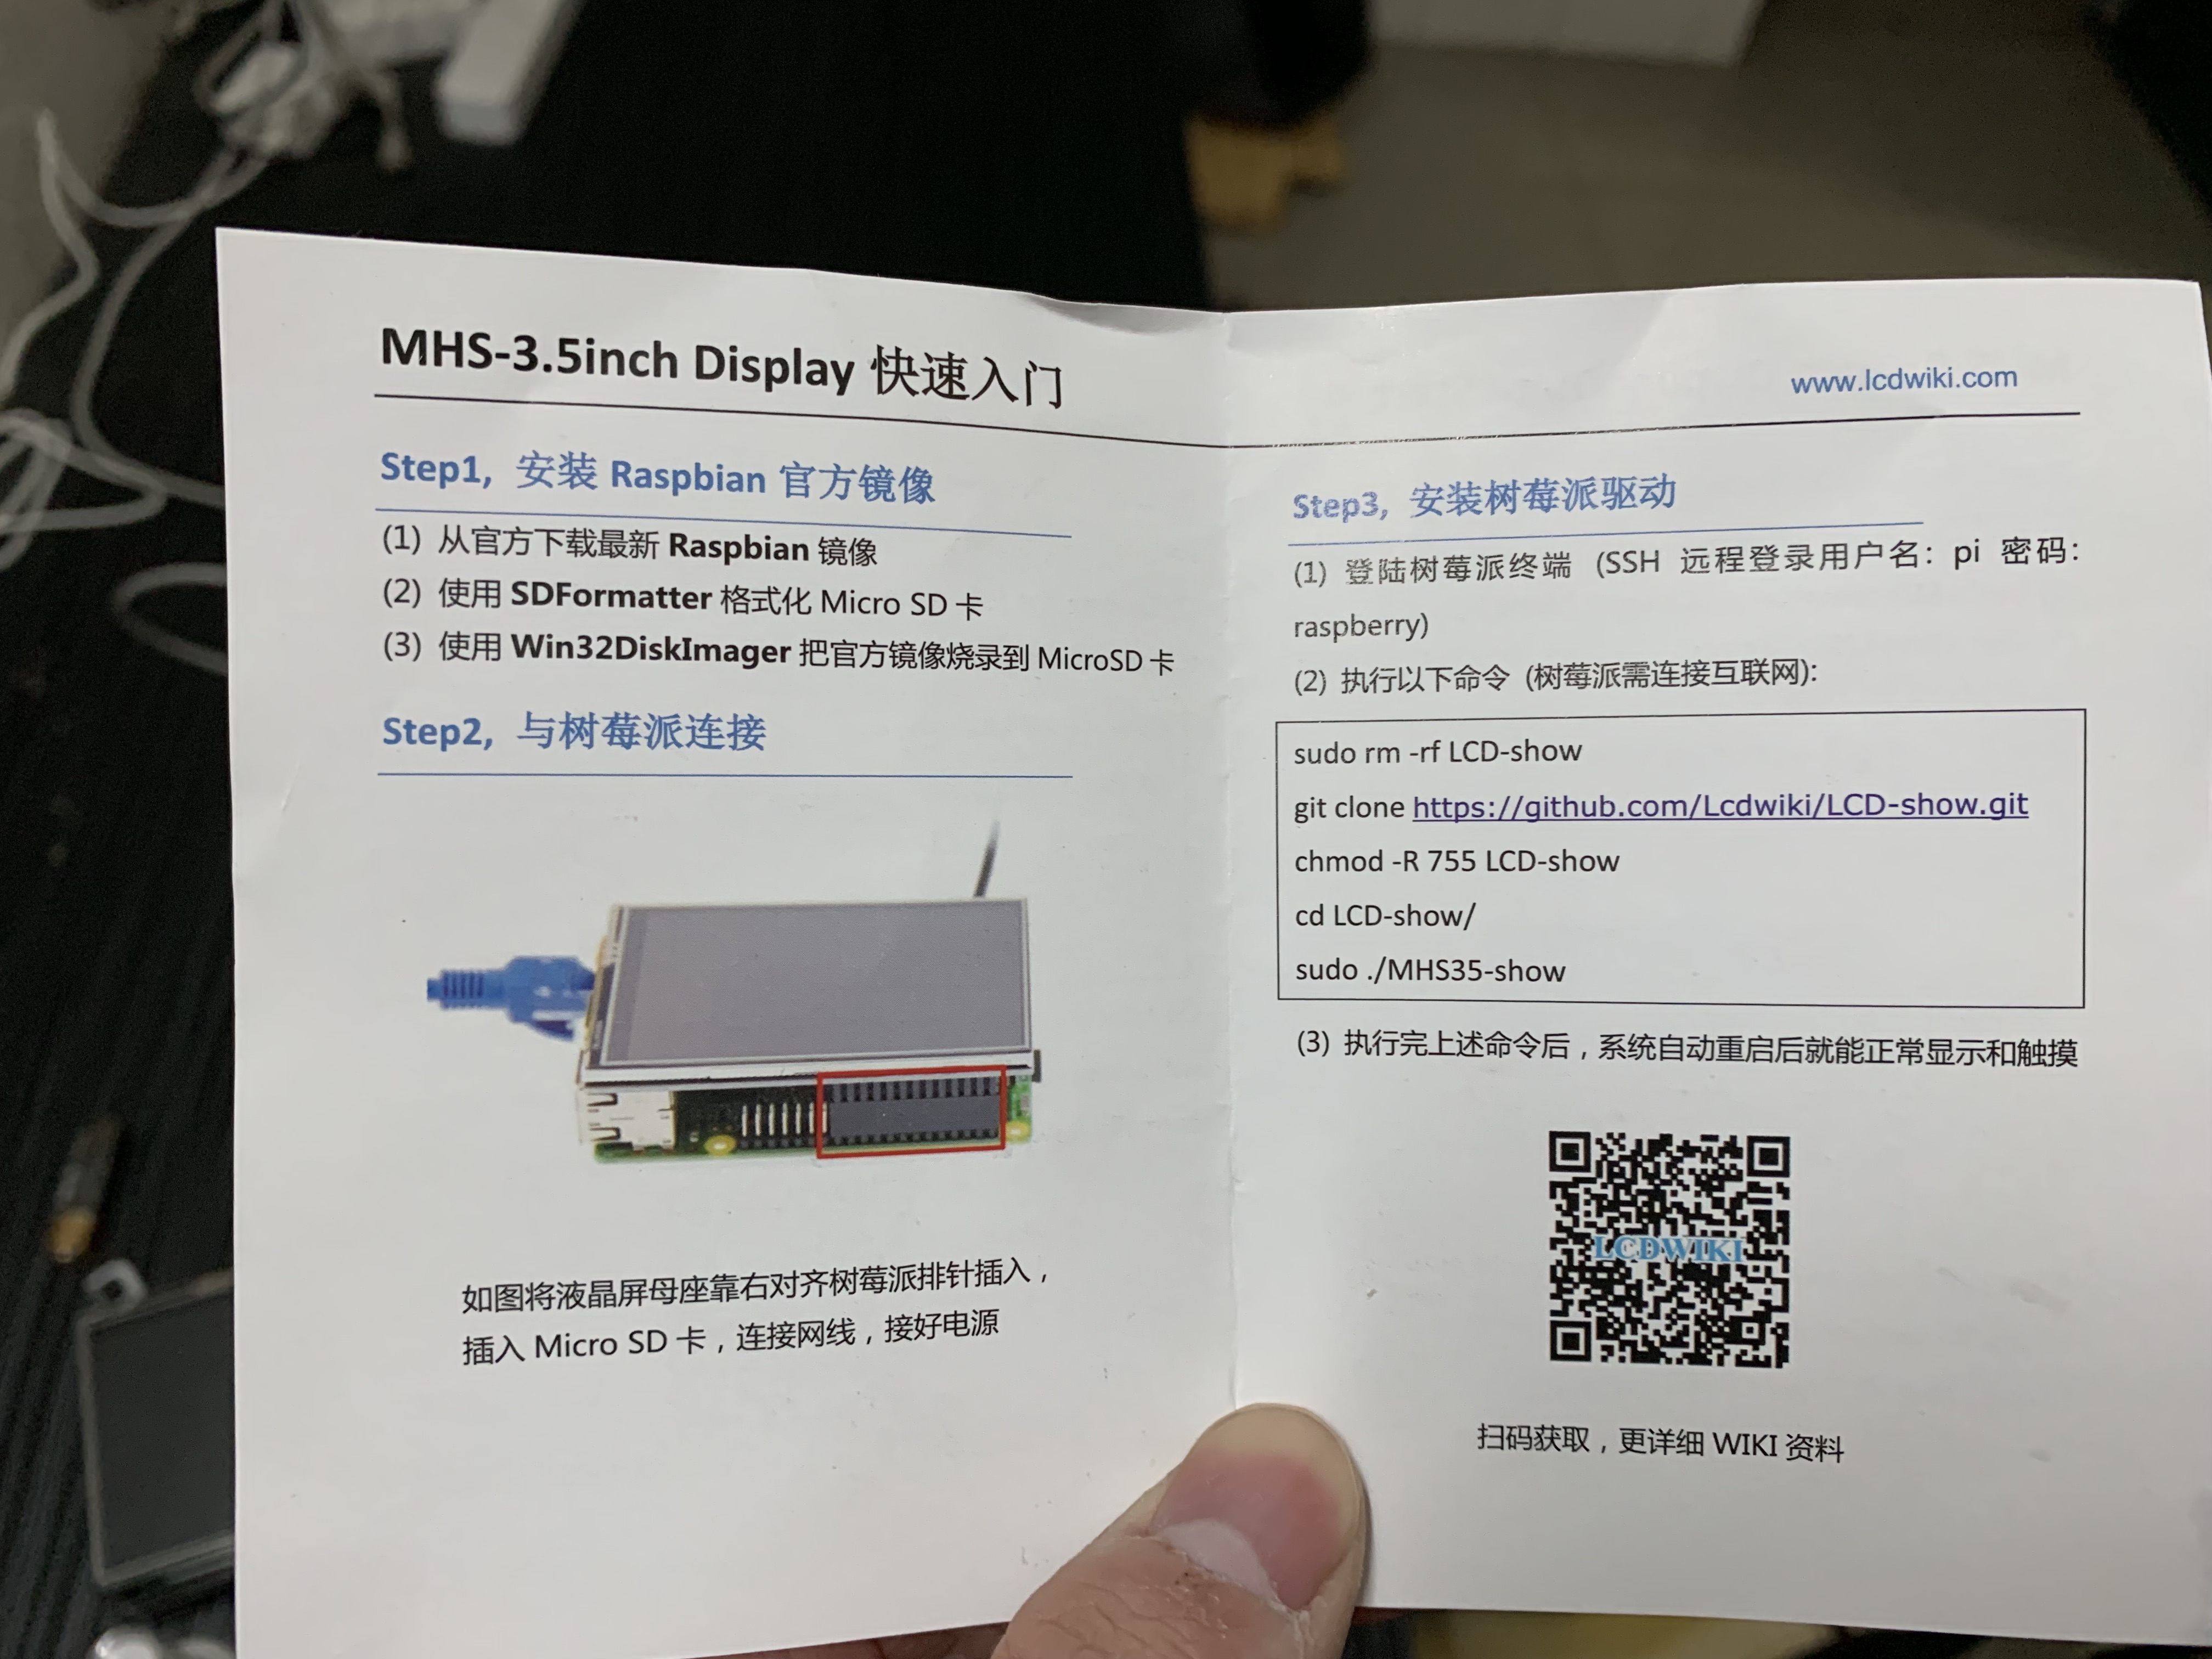 MHS-3.5inch Display 快速入门
www.lcdwiki.com
Step1, 安装 Raspbian 官方镜像
(1) 从官方下载最新 Raspbian 镜像
(2) 使用 SDFormatter 格式化 Micro SD 卡
(3) 使用 Win32DiskImager 把官方镜像烧录到 MicroSD 卡
Step2, 与树莓派连接
如图将液晶屏母座靠右对齐树莓派排针插入，
插入 Micro SD 卡，连接网线，接好电源
Step3, 安装树莓派驱动
(1) 登陆树莓派终端 (SSH 远程登录用户名: pi 密码:
raspberry)
(2) 执行以下命令 (树莓派需连接互联网):
sudo rm -rf LCD-show
git clone https://github.com/Lcdwiki/LCD-show.git
chmod -R 755 LCD-show
cd LCD-show/
sudo ./MHS35-show
(3) 执行完上述命令后，系统自动重启后就能正常显示和触摸
LCDWIKI
扫码获取，更详细 WIKI 资料